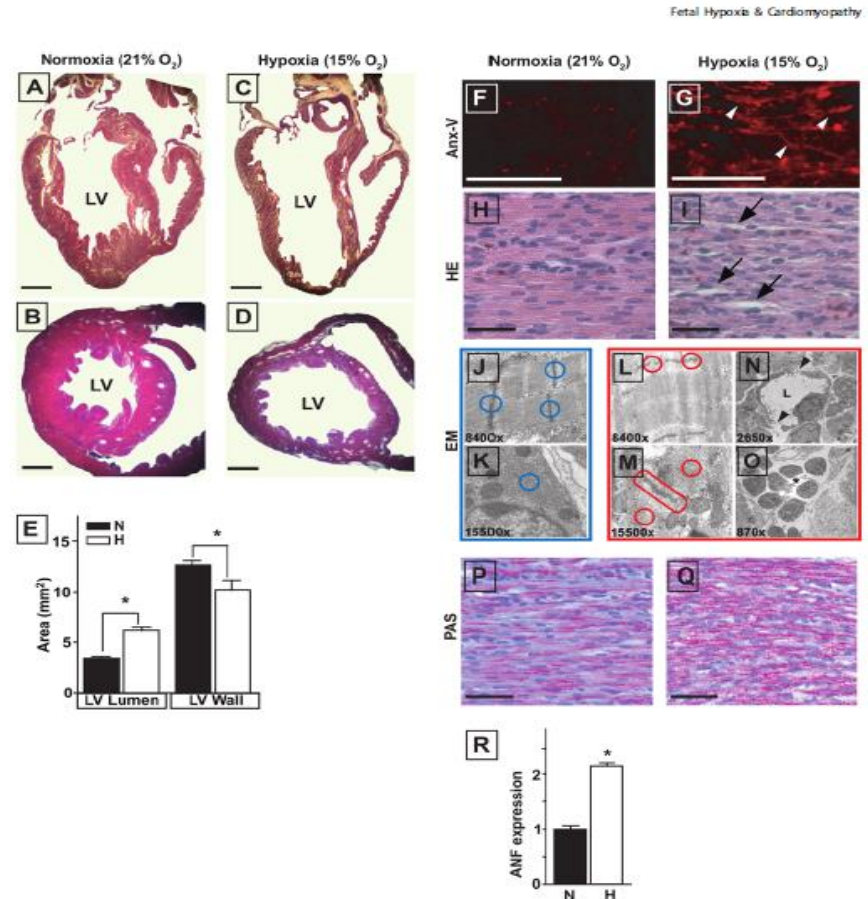 Fetal Hypoxia & Cardiomyopathy
Normoxia (21% O2)
Hypoxia (15% O2)
A
C
LV
LV
B
D
LV
LV
E
N
H
Area (mm2)
15
10
5
0
*
*
LV Lumen
LV Wall
Normoxia (21% O2)
Hypoxia (15% O2)
Anx-V
F
G
HE
H
I
EM
J
8400x
K
15500x
L
8400x
M
15500x
N
L
2650x
O
*
870x
PAS
P
Q
R
ANF expression
2
1
0
*
N
H